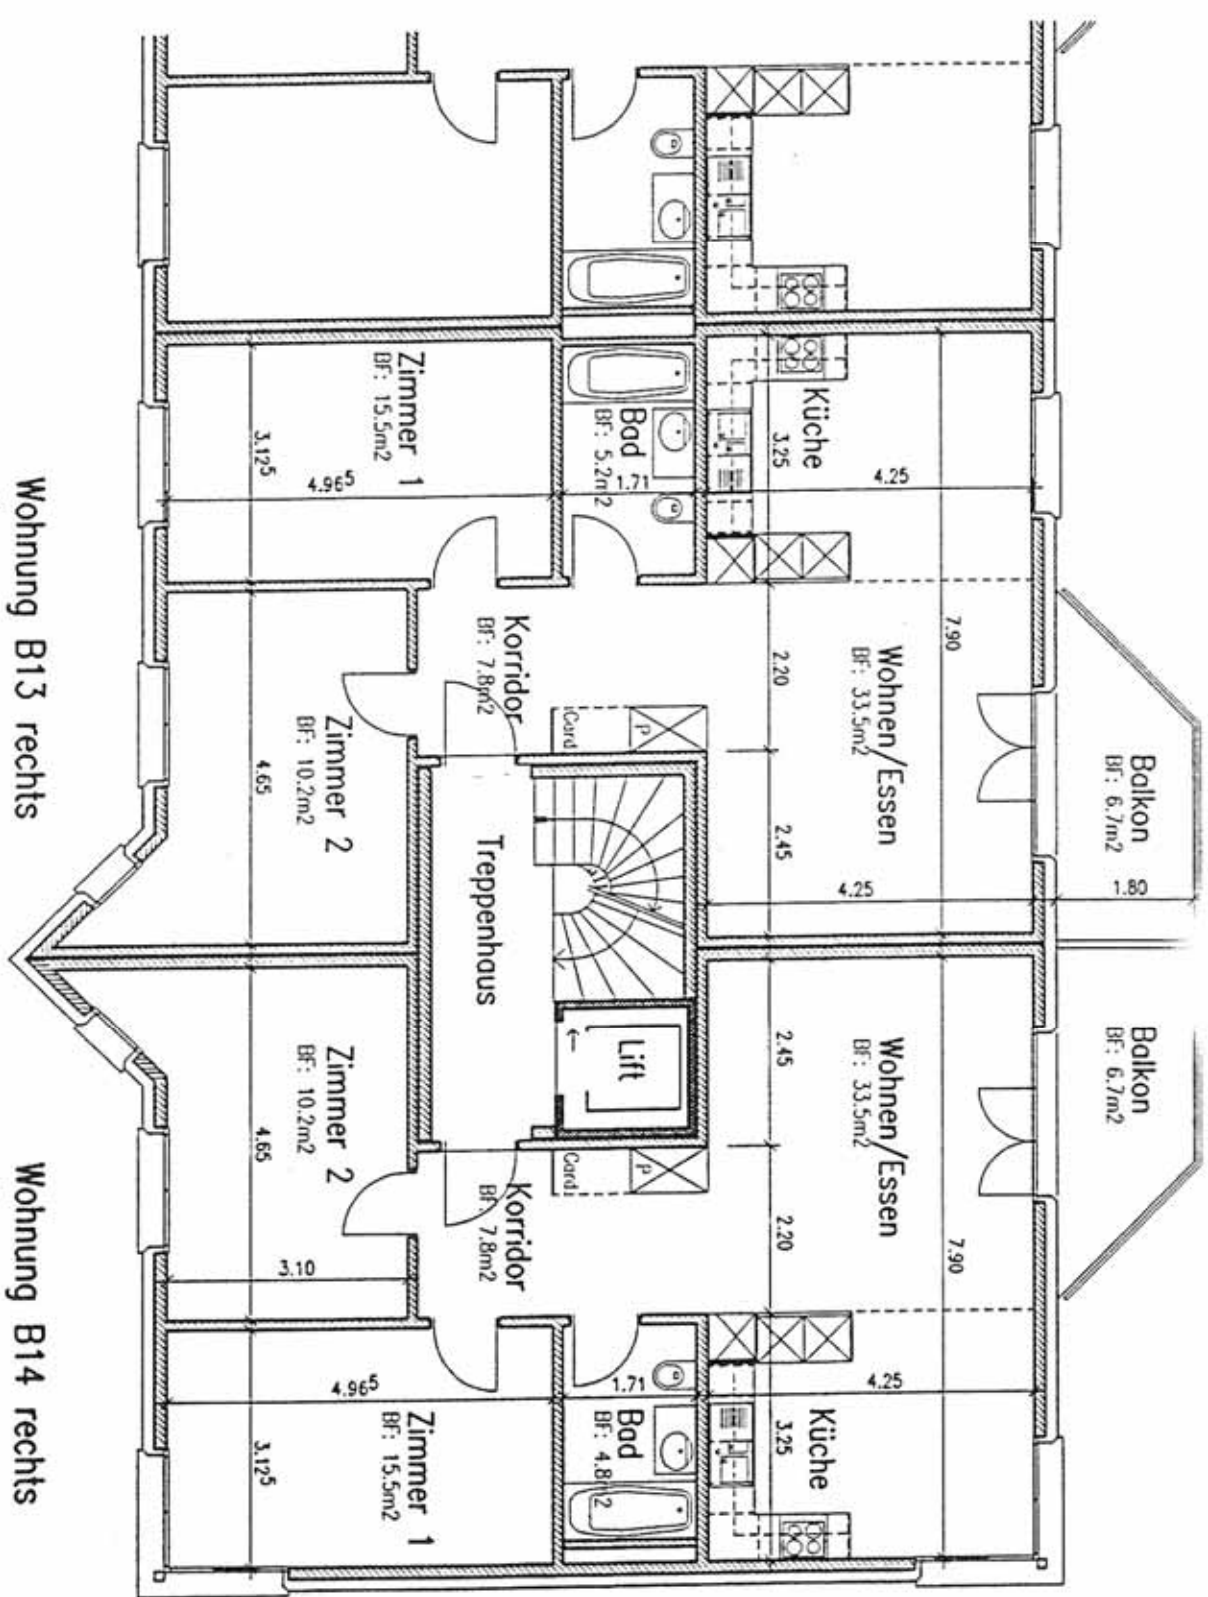 Küche
3.25
4.25
Zimmer 1
BF: 15.5m2
3.12⁵
4.96⁵
Bad
BF: 5.2m2
1.71
Wohnen/Essen
BF: 33.5m2
7.90
2.20
2.45
4.25
Korridor
BF: 7.8m2
Gard.
P
Zimmer 2
BF: 10.2m2
4.65
Balkon
BF: 6.7m2
1.80
Treppenhaus
Lift
Balkon
BF: 6.7m2
Wohnen/Essen
BF: 33.5m2
7.90
2.45
2.20
Zimmer 2
BF: 10.2m2
4.65
3.10
Korridor
BF: 7.8m2
Gard.
P
Küche
3.25
4.25
Bad
BF: 4.8m2
1.71
Zimmer 1
BF: 15.5m2
4.96⁵
3.12⁵
Wohnung B13 rechts
Wohnung B14 rechts